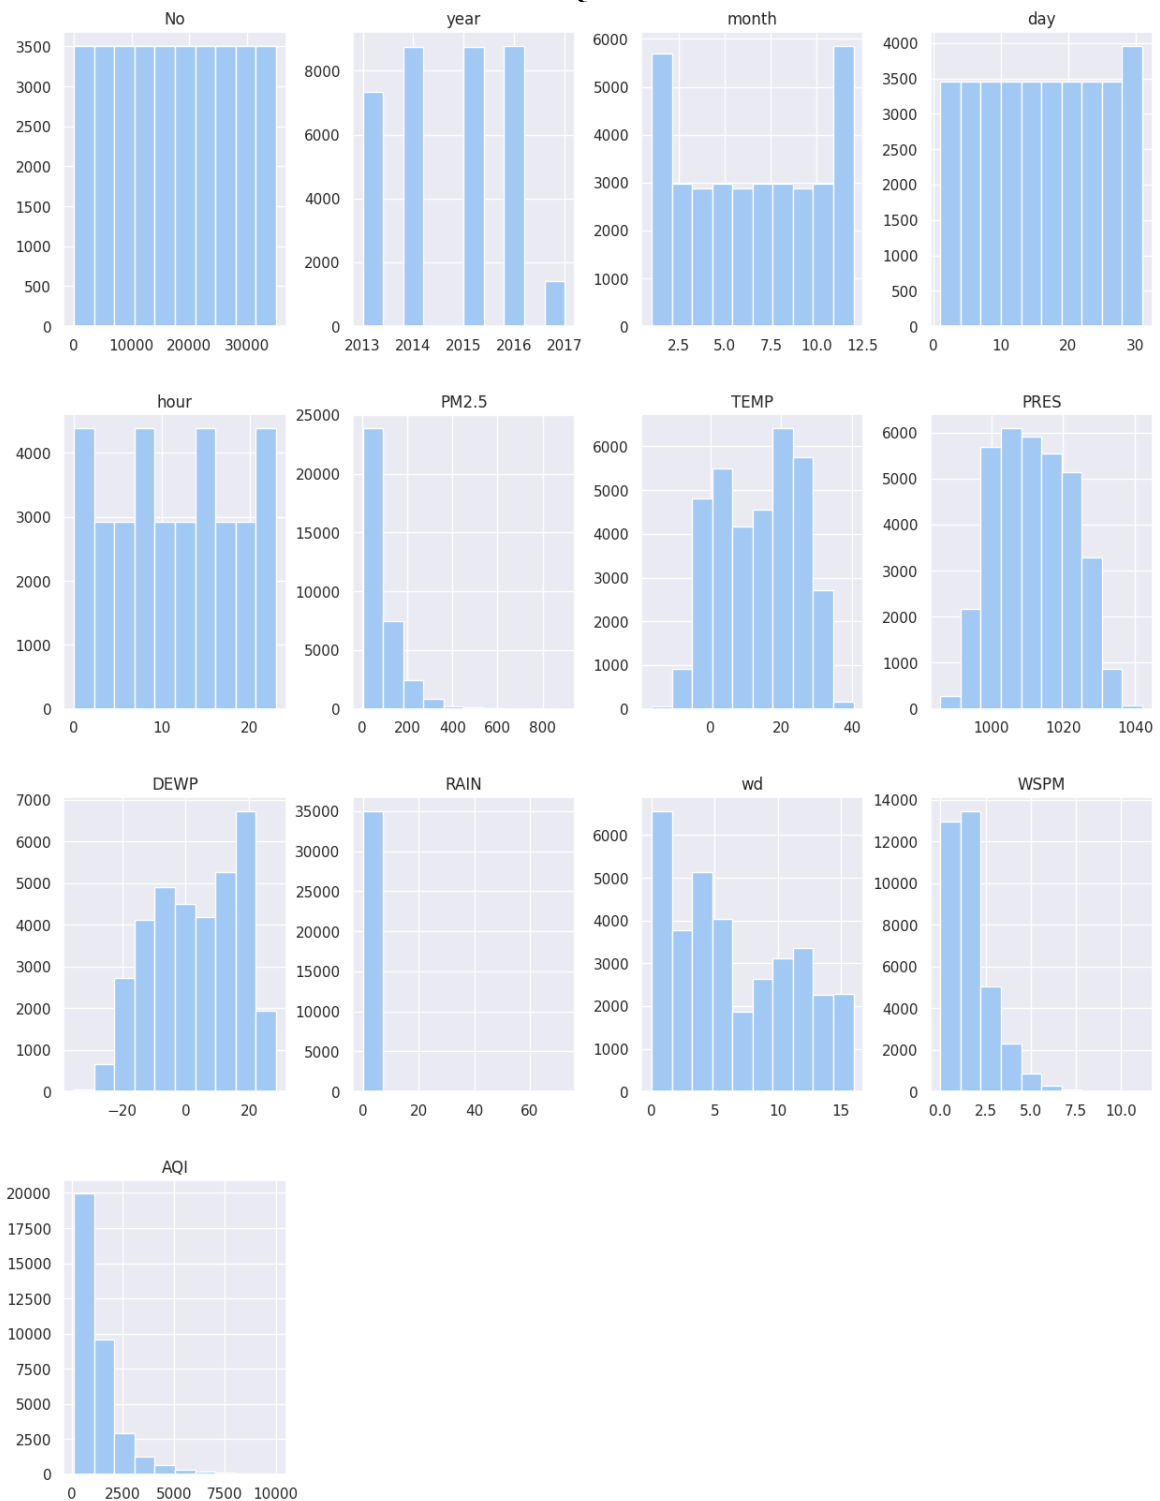 No year month day
3500 3000 2500 2000 1500 1000 500 0
0 10000 20000 30000
8000 6000 4000 2000 0
2013 2014 2015 2016 2017
6000 5000 4000 3000 2000 1000 0
2.5 5.0 7.5 10.0 12.5
4000 3500 3000 2500 2000 1500 1000 500 0
0 10 20 30
hour PM2.5 TEMP PRES
4000 3000 2000 1000 0
0 10 20
25000 20000 15000 10000 5000 0
0 200 400 600 800
6000 5000 4000 3000 2000 1000 0
0 20 40
6000 5000 4000 3000 2000 1000 0
1000 1020 1040
DEWP RAIN wd WSPM
7000 6000 5000 4000 3000 2000 1000 0
−20 0 20
35000 30000 25000 20000 15000 10000 5000 0
0 20 40 60
6000 5000 4000 3000 2000 1000 0
0 5 10 15
14000 12000 10000 8000 6000 4000 2000 0
0.0 2.5 5.0 7.5 10.0
AQI
20000 17500 15000 12500 10000 7500 5000 2500 0
0 2500 5000 7500 10000